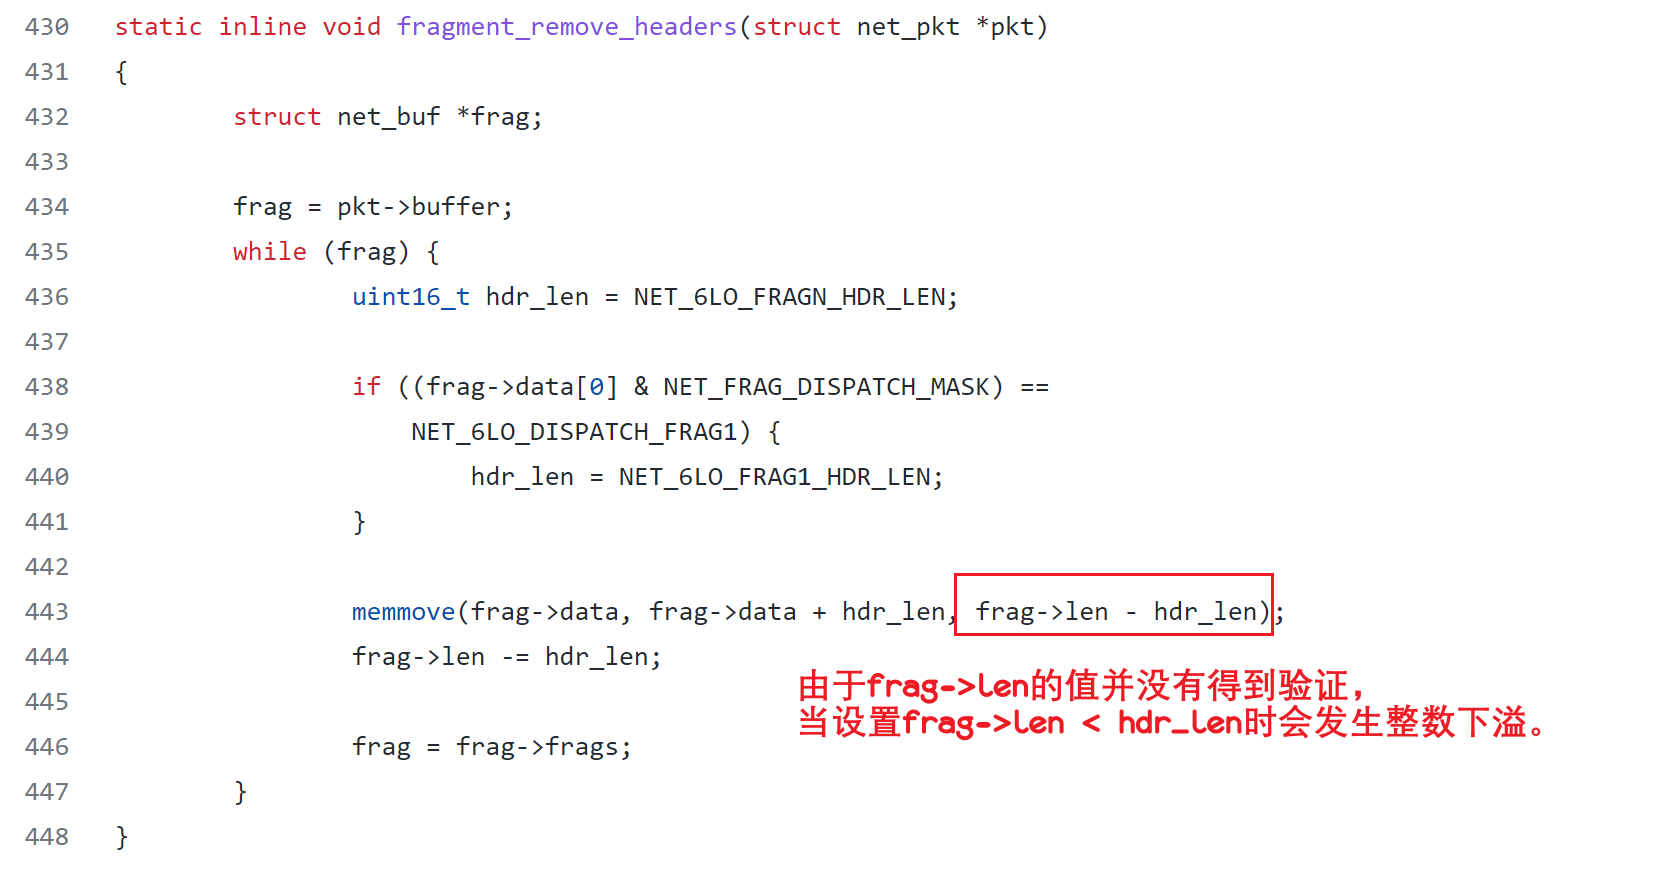 430 static inline void fragment_remove_headers(struct net_pkt *pkt)
431 {
432 struct net_buf *frag;
433
434 frag = pkt->buffer;
435 while (frag) {
436 uint16_t hdr_len = NET_6LO_FRAGN_HDR_LEN;
437
438 if ((frag->data[0] & NET_FRAG_DISPATCH_MASK) ==
439 NET_6LO_DISPATCH_FRAG1) {
440 hdr_len = NET_6LO_FRAG1_HDR_LEN;
441 }
442
443 memmove(frag->data, frag->data + hdr_len, frag->len - hdr_len);
444 frag->len -= hdr_len;
由于frag->len的值并没有得到验证，
445
当设置frag->len < hdr_len时会发生整数下溢。
446 frag = frag->frags;
447 }
448 }